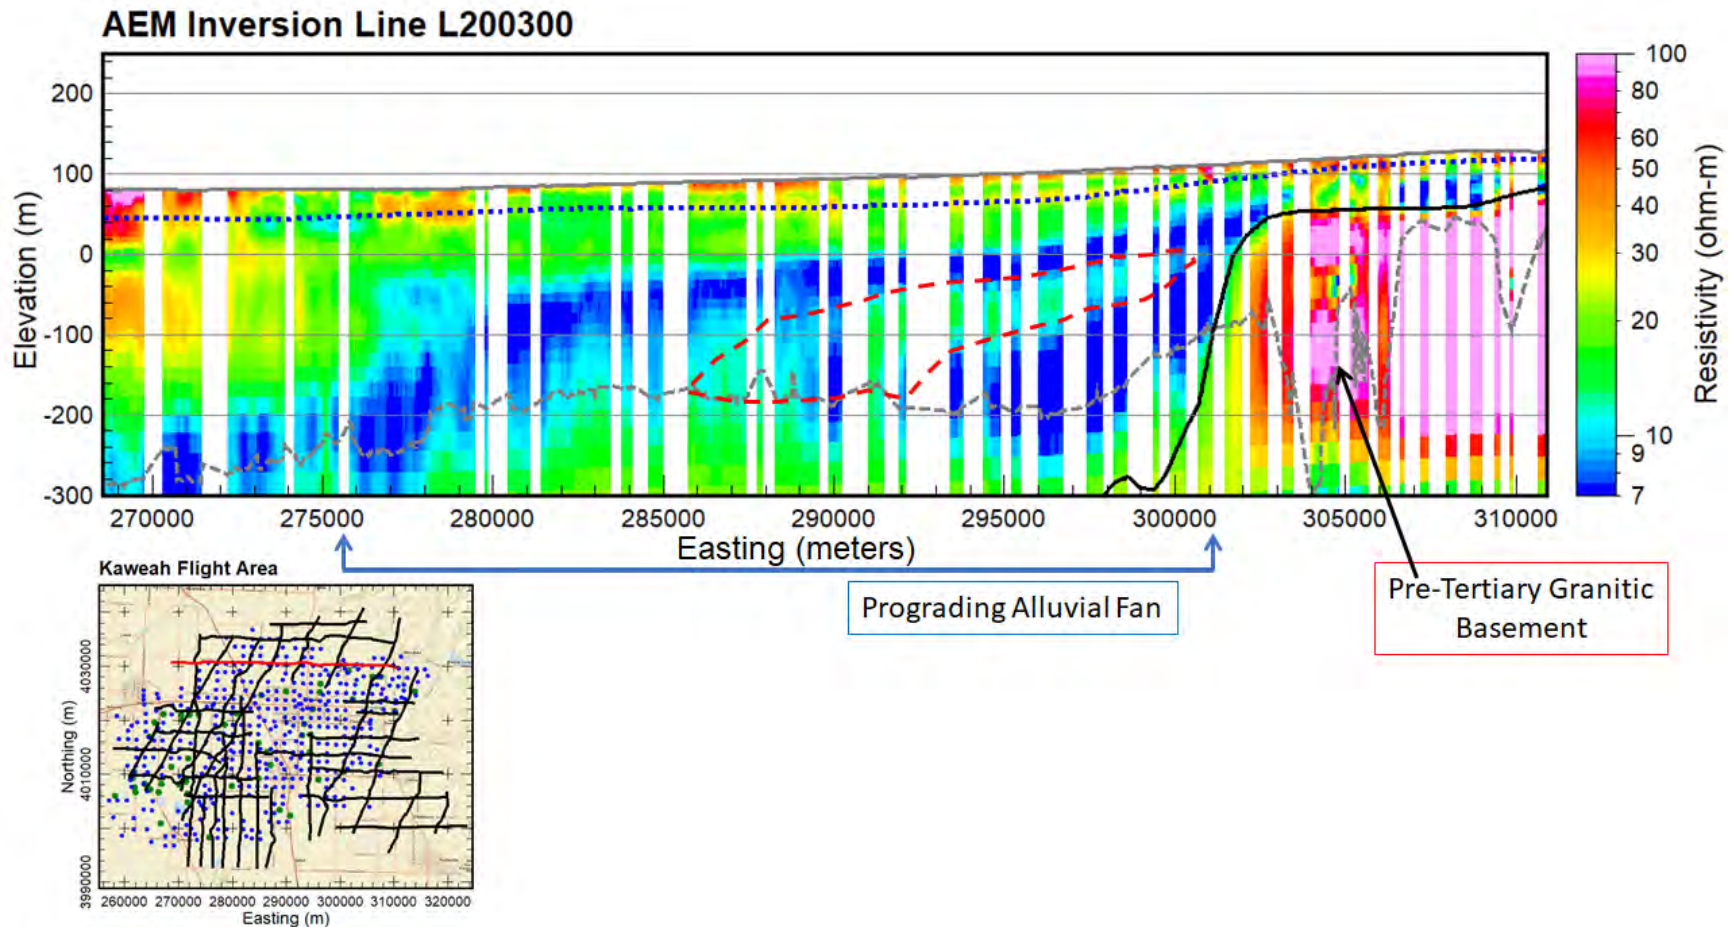 AEM Inversion Line L200300
200
100
0
-100
-200
-300
Elevation (m)
270000 275000 280000 285000 290000 295000 300000 305000 310000
Easting (meters)
100
80
60
50
40
30
20
10
9
7
Resistivity (ohm-m)
Prograding Alluvial Fan
Pre-Tertiary Granitic
Basement
Kaweah Flight Area
4030000
4010000
3990000
Northing (m)
260000 270000 280000 290000 300000 310000 320000
Easting (m)